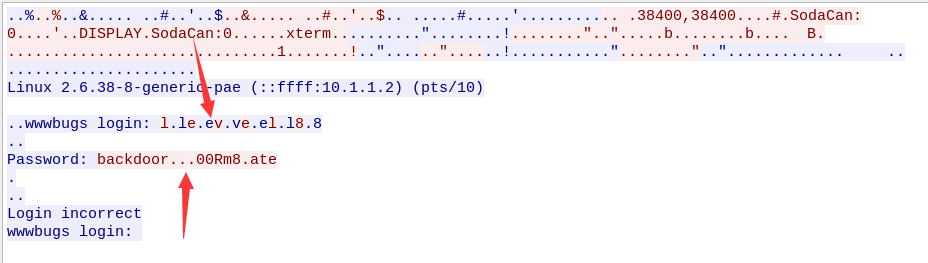 ..%..%..&..... ..#..'..$..&..... ..#..'..$.. .....#.....'........... .38400,38400....#.SodaCan:
0....'..DISPLAY.SodaCan:0......xterm.........."........!........"..".....b........b.... B.
..............................1.......!.."......"......!..........."........"..".............    ..
.....................
Linux 2.6.38-8-generic-pae (::ffff:10.1.1.2) (pts/10)
..wwwbugs login: l.le.ev.ve.el.l8.8
..
Password: backdoor...00Rm8.ate
.
..
Login incorrect
wwwbugs login: